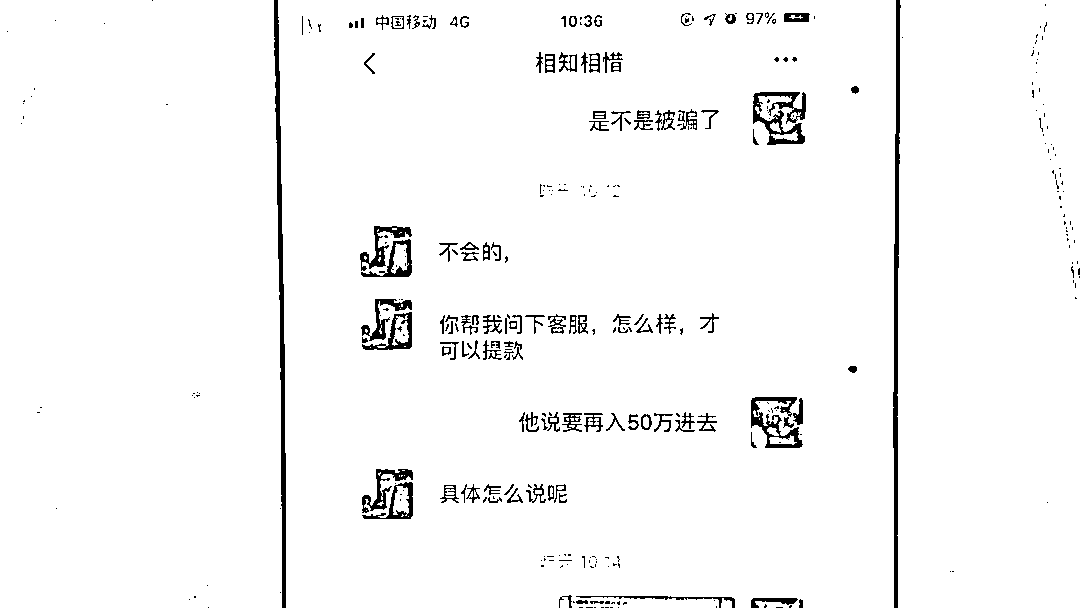 中国移动 4G 10:36 97%
相知相惜
是不是被骗了
不会的,
你帮我问下客服，怎么样，才
可以提款
他说要再入50万进去
具体怎么说呢
昨天 10:14